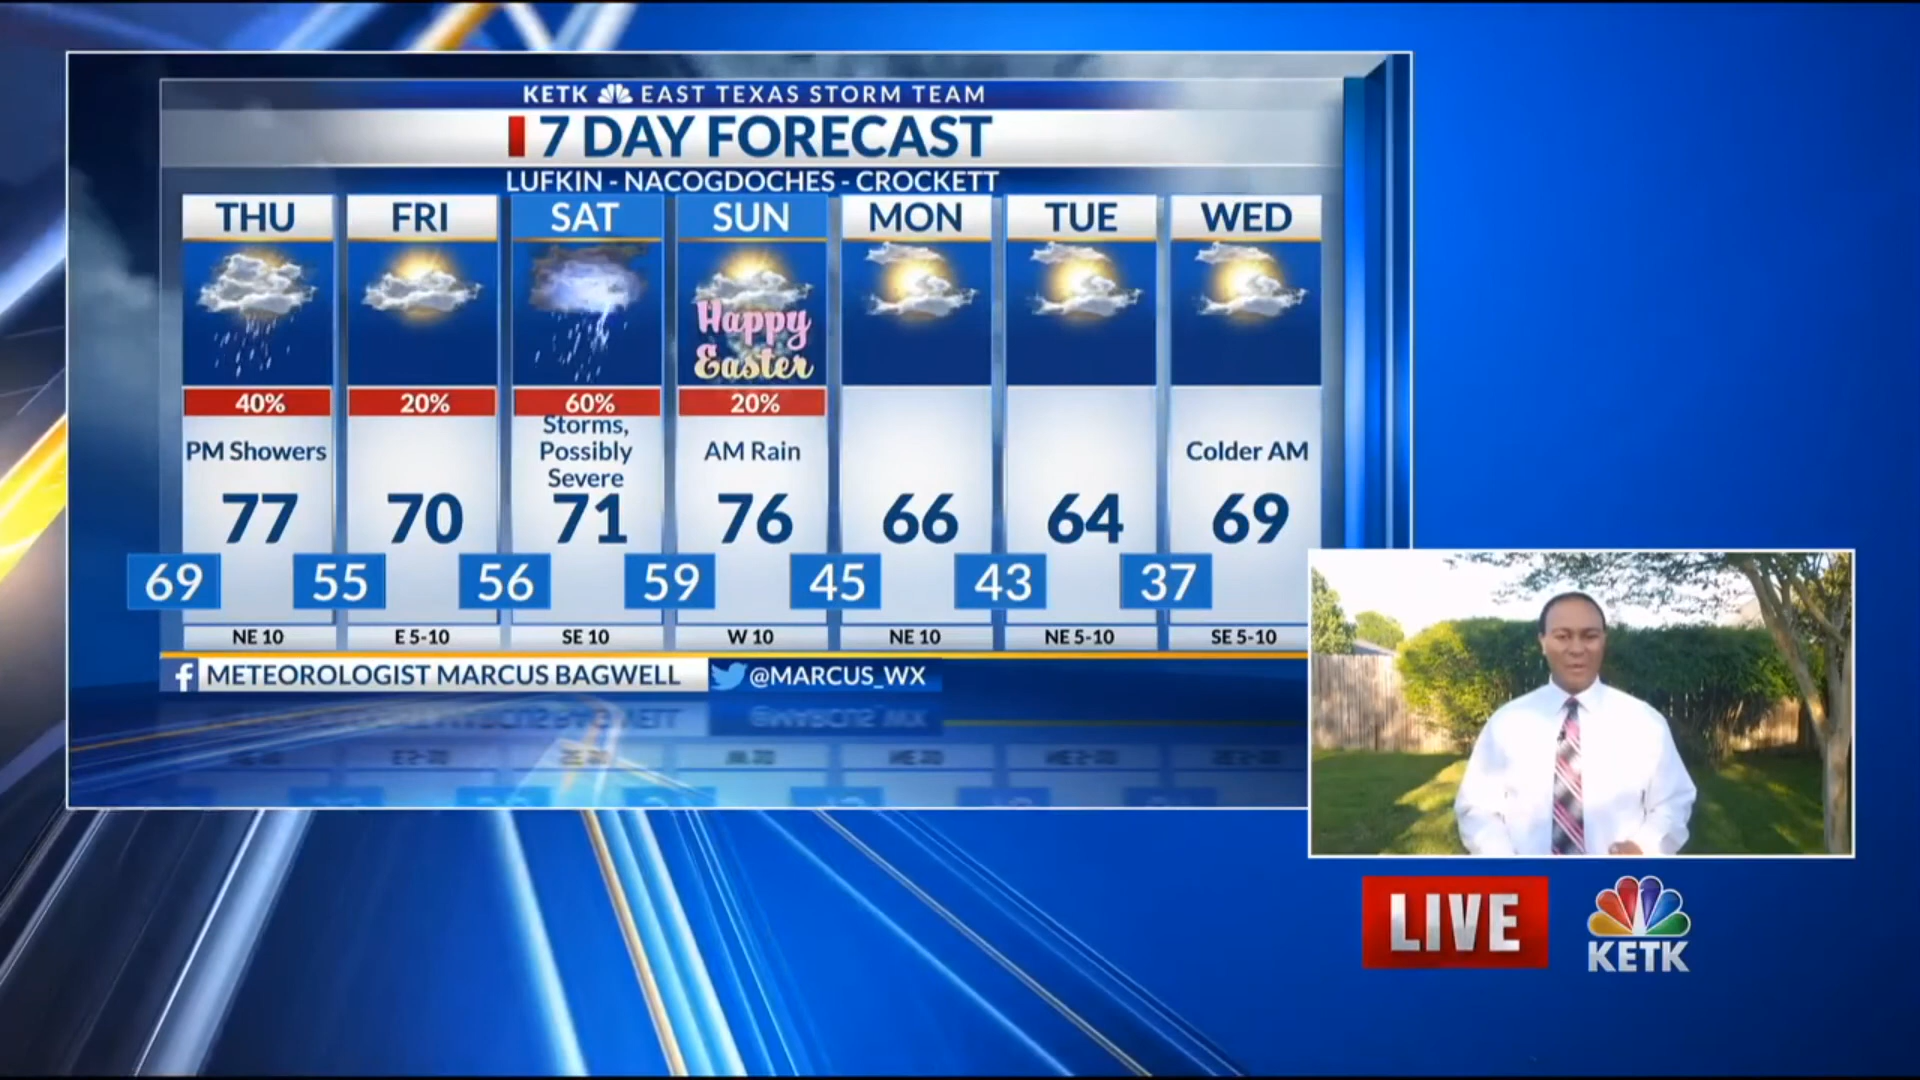 KETK EAST TEXAS STORM TEAM
7 DAY FORECAST
LUFKIN - NACOGDOCHES - CROCKETT
THU FRI SAT SUN MON TUE WED
Happy
Easter
40% 20% 60% 20%
Storms,
PM Showers Possibly AM Rain Colder AM
Severe
77 70 71 76 66 64 69
69 55 56 59 45 43 37
NE 10 E 5-10 SE 10 W 10 NE 10 NE 5-10 SE 5-10
f METEOROLOGIST MARCUS BAGWELL @MARCUS_WX
LIVE
KETK